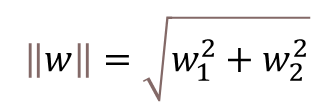 ‖w‖ = √(w₁² + w₂²)